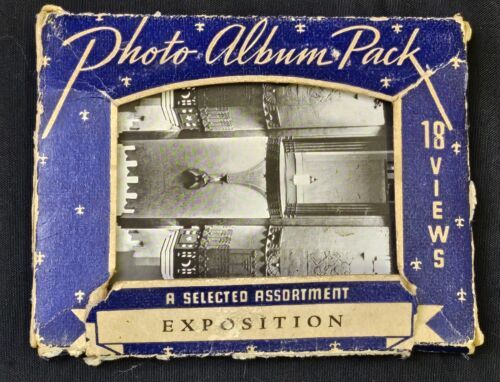 Photo Album Pack
18 VIEWS
A SELECTED ASSORTMENT
EXPOSITION